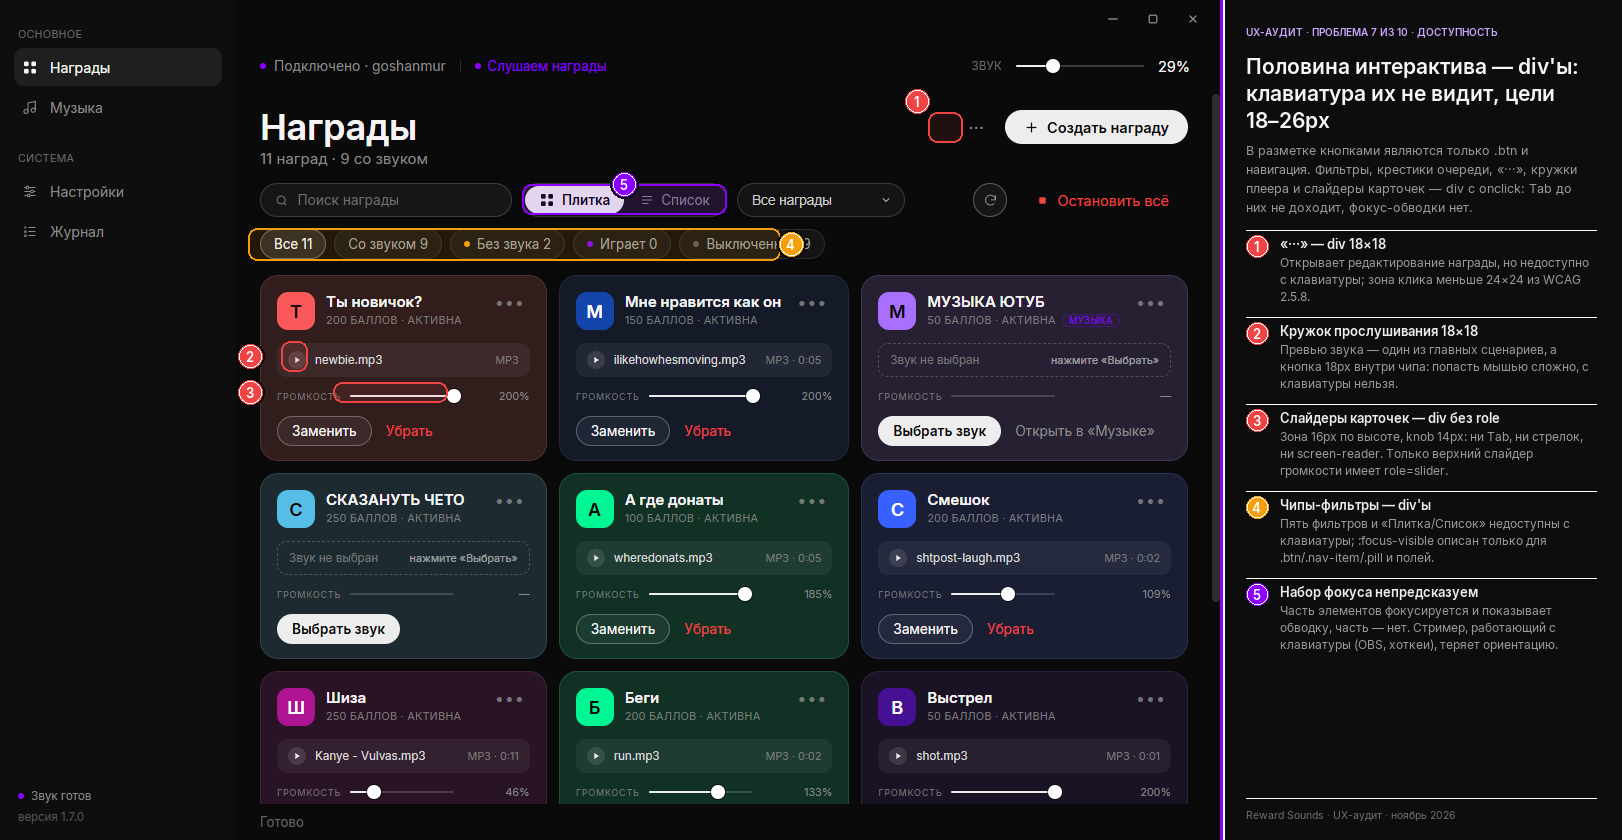 ОСНОВНОЕ
Награды
Музыка
СИСТЕМА
Настройки
Журнал
Звук готов
версия 1.7.0
Подключено · goshanmur
Слушаем награды
ЗВУК
29%
1
Награды
11 наград · 9 со звуком
···
+ Создать награду
Поиск награды
Плитка
5
Список
Все награды
Остановить всё
Все 11
Со звуком 9
Без звука 2
Играет 0
Выключен
4
Ты новичок?
200 БАЛЛОВ · АКТИВНА
2
newbie.mp3
MP3
3
ГРОМКОСТЬ
200%
Заменить
Убрать
Мне нравится как он
150 БАЛЛОВ · АКТИВНА
ilikehowhesmoving.mp3
MP3 · 0:05
ГРОМКОСТЬ
200%
Заменить
Убрать
МУЗЫКА ЮТУБ
50 БАЛЛОВ · АКТИВНА
МУЗЫКА
Звук не выбран
нажмите «Выбрать»
ГРОМКОСТЬ
—
Выбрать звук
Открыть в «Музыке»
СКАЗАНУТЬ ЧЕТО
250 БАЛЛОВ · АКТИВНА
Звук не выбран
нажмите «Выбрать»
ГРОМКОСТЬ
—
Выбрать звук
А где донаты
100 БАЛЛОВ · АКТИВНА
wheredonats.mp3
MP3 · 0:05
ГРОМКОСТЬ
185%
Заменить
Убрать
Смешок
200 БАЛЛОВ · АКТИВНА
shtpost-laugh.mp3
MP3 · 0:02
ГРОМКОСТЬ
109%
Заменить
Убрать
Шиза
250 БАЛЛОВ · АКТИВНА
Kanye - Vulvas.mp3
MP3 · 0:11
ГРОМКОСТЬ
46%
Беги
200 БАЛЛОВ · АКТИВНА
run.mp3
MP3 · 0:02
ГРОМКОСТЬ
133%
Выстрел
50 БАЛЛОВ · АКТИВНА
shot.mp3
MP3 · 0:01
ГРОМКОСТЬ
200%
Т
М
М
С
А
С
Ш
Б
В
Готово
UX-АУДИТ · ПРОБЛЕМА 7 ИЗ 10 · ДОСТУПНОСТЬ
Половина интерактива — div'ы:
клавиатура их не видит, цели
18–26px
В разметке кнопками являются только .btn и
навигация. Фильтры, крестики очереди, «···», кружки
плеера и слайдеры карточек — div с onclick: Tab до
них не доходит, фокус-обводки нет.
1
«···» — div 18×18
Открывает редактирование награды, но недоступно
с клавиатуры; зона клика меньше 24×24 из WCAG
2.5.8.
2
Кружок прослушивания 18×18
Превью звука — один из главных сценариев, а
кнопка 18px внутри чипа: попасть мышью сложно, с
клавиатуры нельзя.
3
Слайдеры карточек — div без role
Зона 16px по высоте, knob 14px: ни Tab, ни стрелок,
ни screen-reader. Только верхний слайдер
громкости имеет role=slider.
4
Чипы-фильтры — div'ы
Пять фильтров и «Плитка/Список» недоступны с
клавиатуры; :focus-visible описан только для
.btn/.nav-item/.pill и полей.
5
Набор фокуса непредсказуем
Часть элементов фокусируется и показывает
обводку, часть — нет. Стример, работающий с
клавиатуры (OBS, хоткеи), теряет ориентацию.
Reward Sounds · UX-аудит · ноябрь 2026